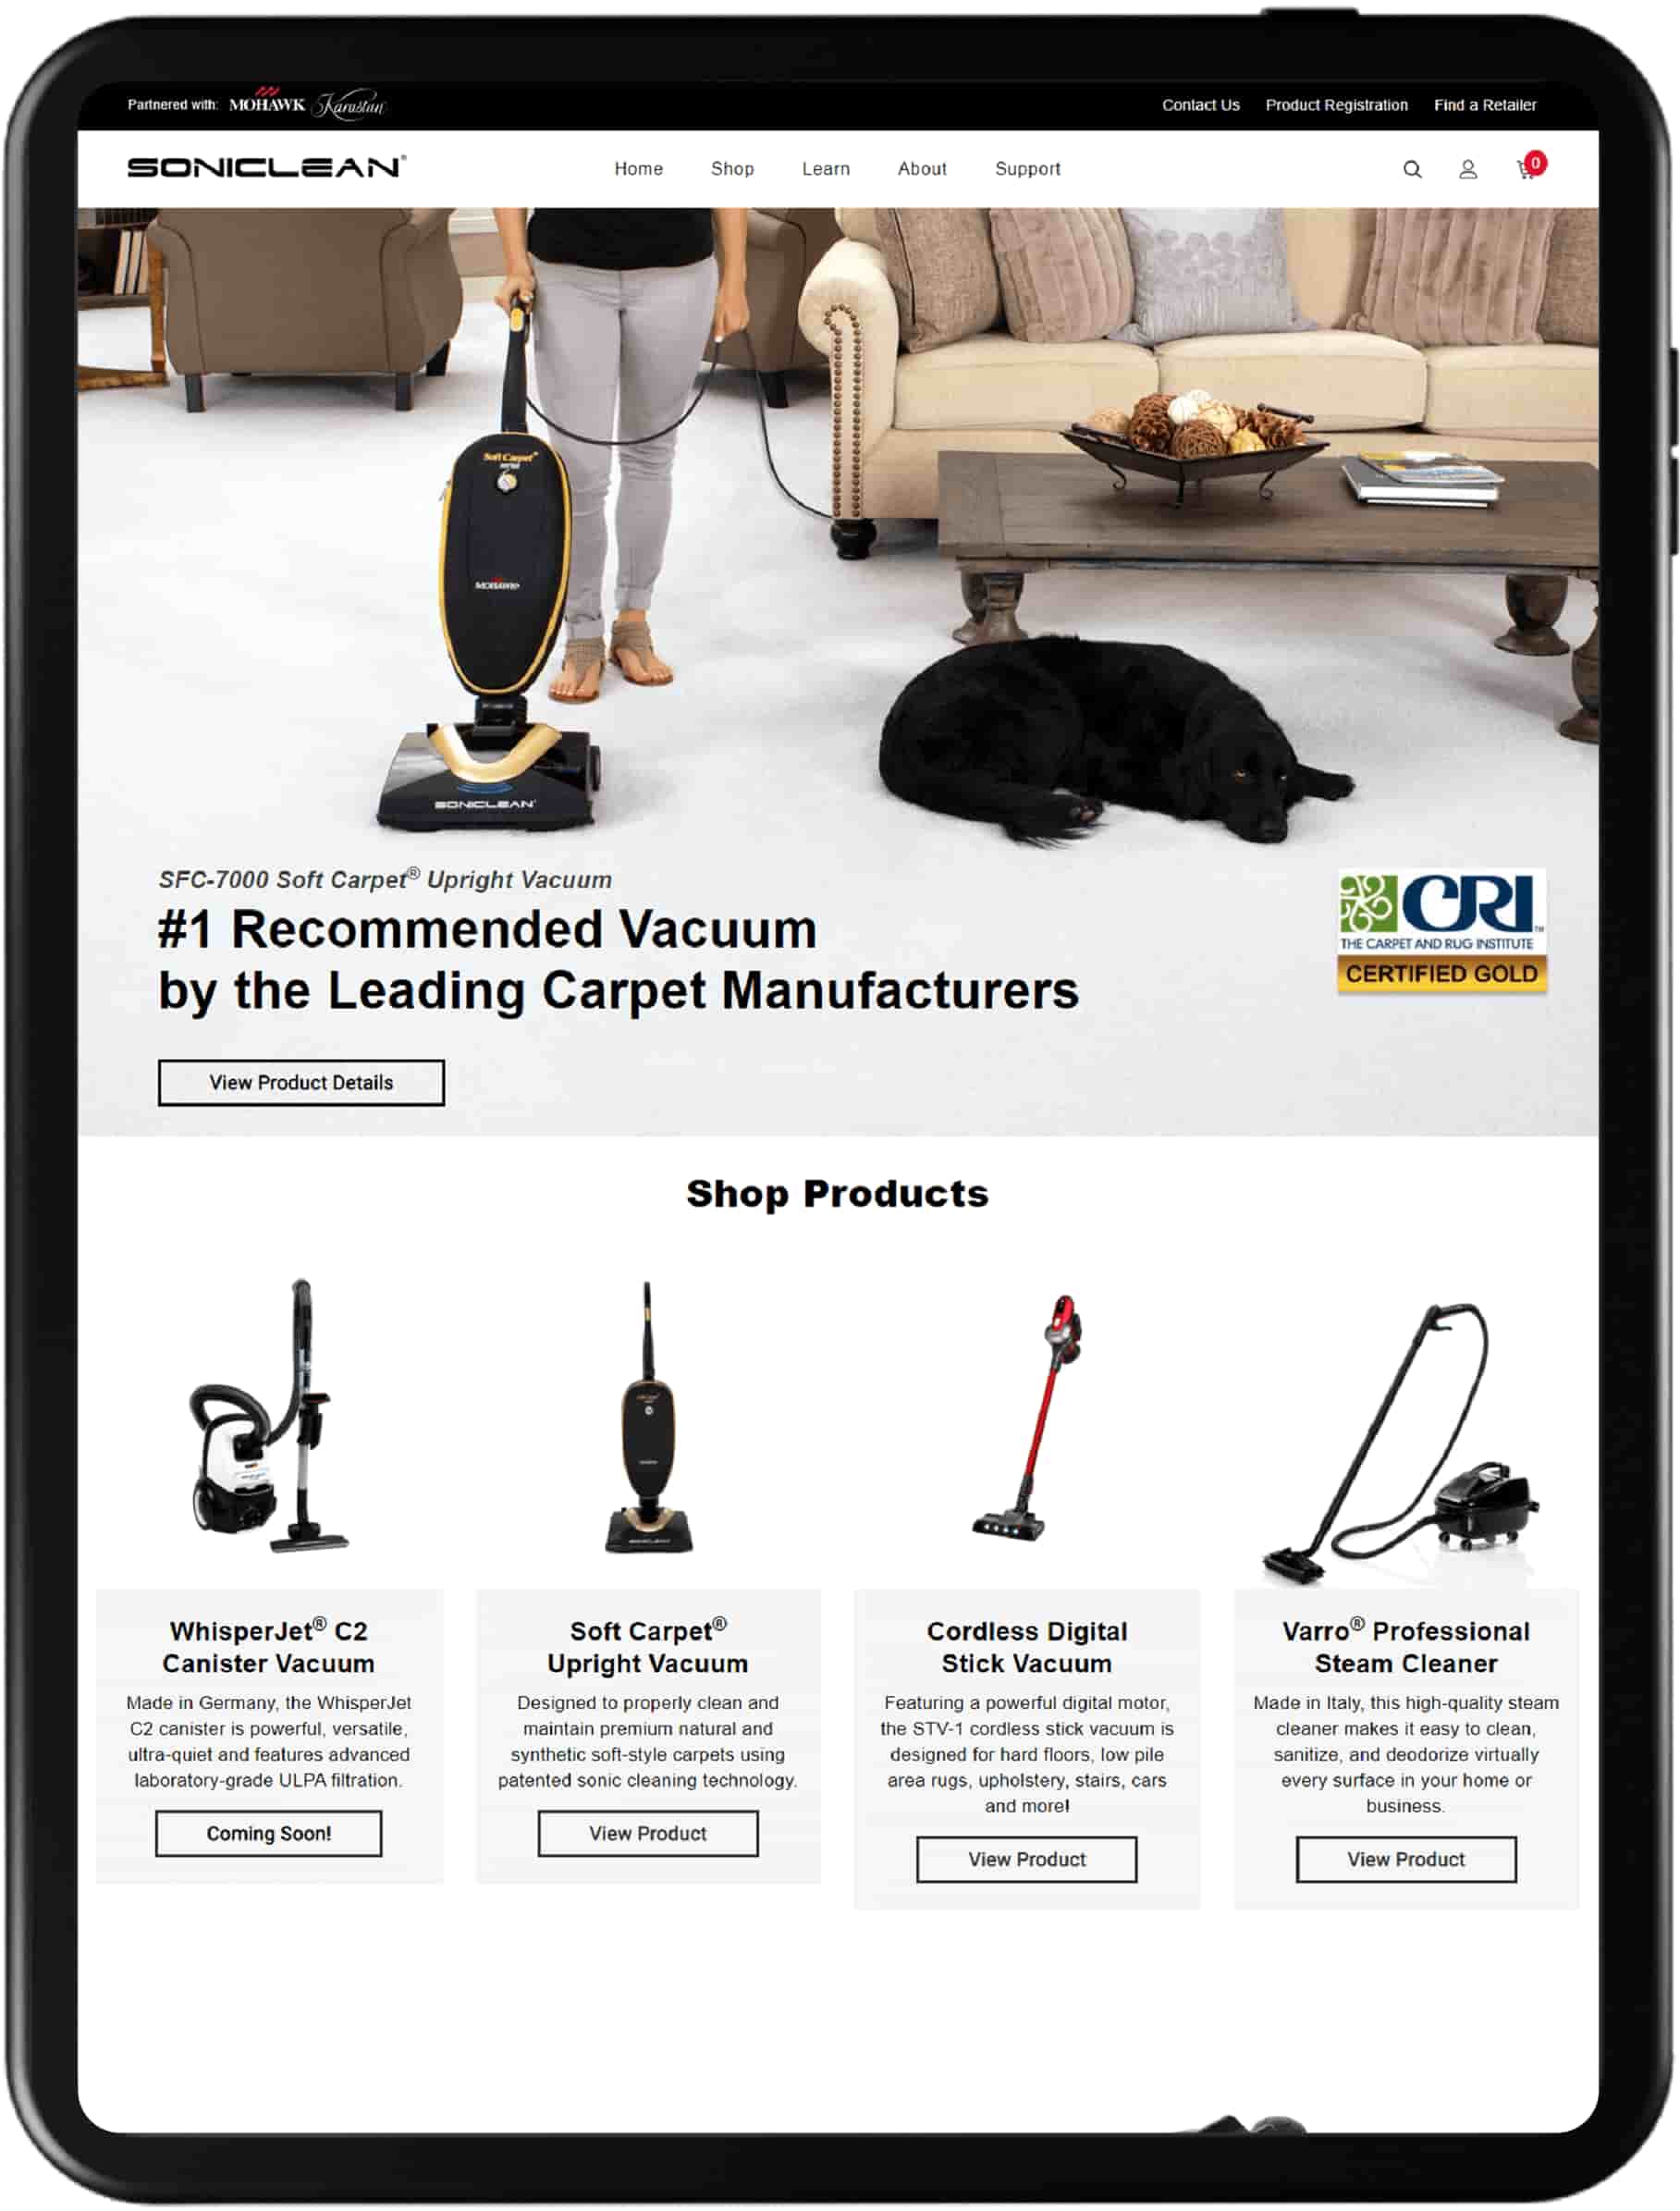 Partnered with: MOHAWK Karastan
Contact Us Product Registration Find a Retailer
SONICLEAN®
Home Shop Learn About Support
0
Soft Carpet™
MOHAWK
SONICLEAN
SFC-7000 Soft Carpet® Upright Vacuum
#1 Recommended Vacuum
by the Leading Carpet Manufacturers
CRI™
THE CARPET AND RUG INSTITUTE
CERTIFIED GOLD
View Product Details
Shop Products
SONICLEAN
WhisperJet® C2
Canister Vacuum
Made in Germany, the WhisperJet
C2 canister is powerful, versatile,
ultra-quiet and features advanced
laboratory-grade ULPA filtration.
Coming Soon!
Soft Carpet®
Upright Vacuum
Designed to properly clean and
maintain premium natural and
synthetic soft-style carpets using
patented sonic cleaning technology.
View Product
Cordless Digital
Stick Vacuum
Featuring a powerful digital motor,
the STV-1 cordless stick vacuum is
designed for hard floors, low pile
area rugs, upholstery, stairs, cars
and more!
View Product
Varro® Professional
Steam Cleaner
Made in Italy, this high-quality steam
cleaner makes it easy to clean,
sanitize, and deodorize virtually
every surface in your home or
business.
View Product